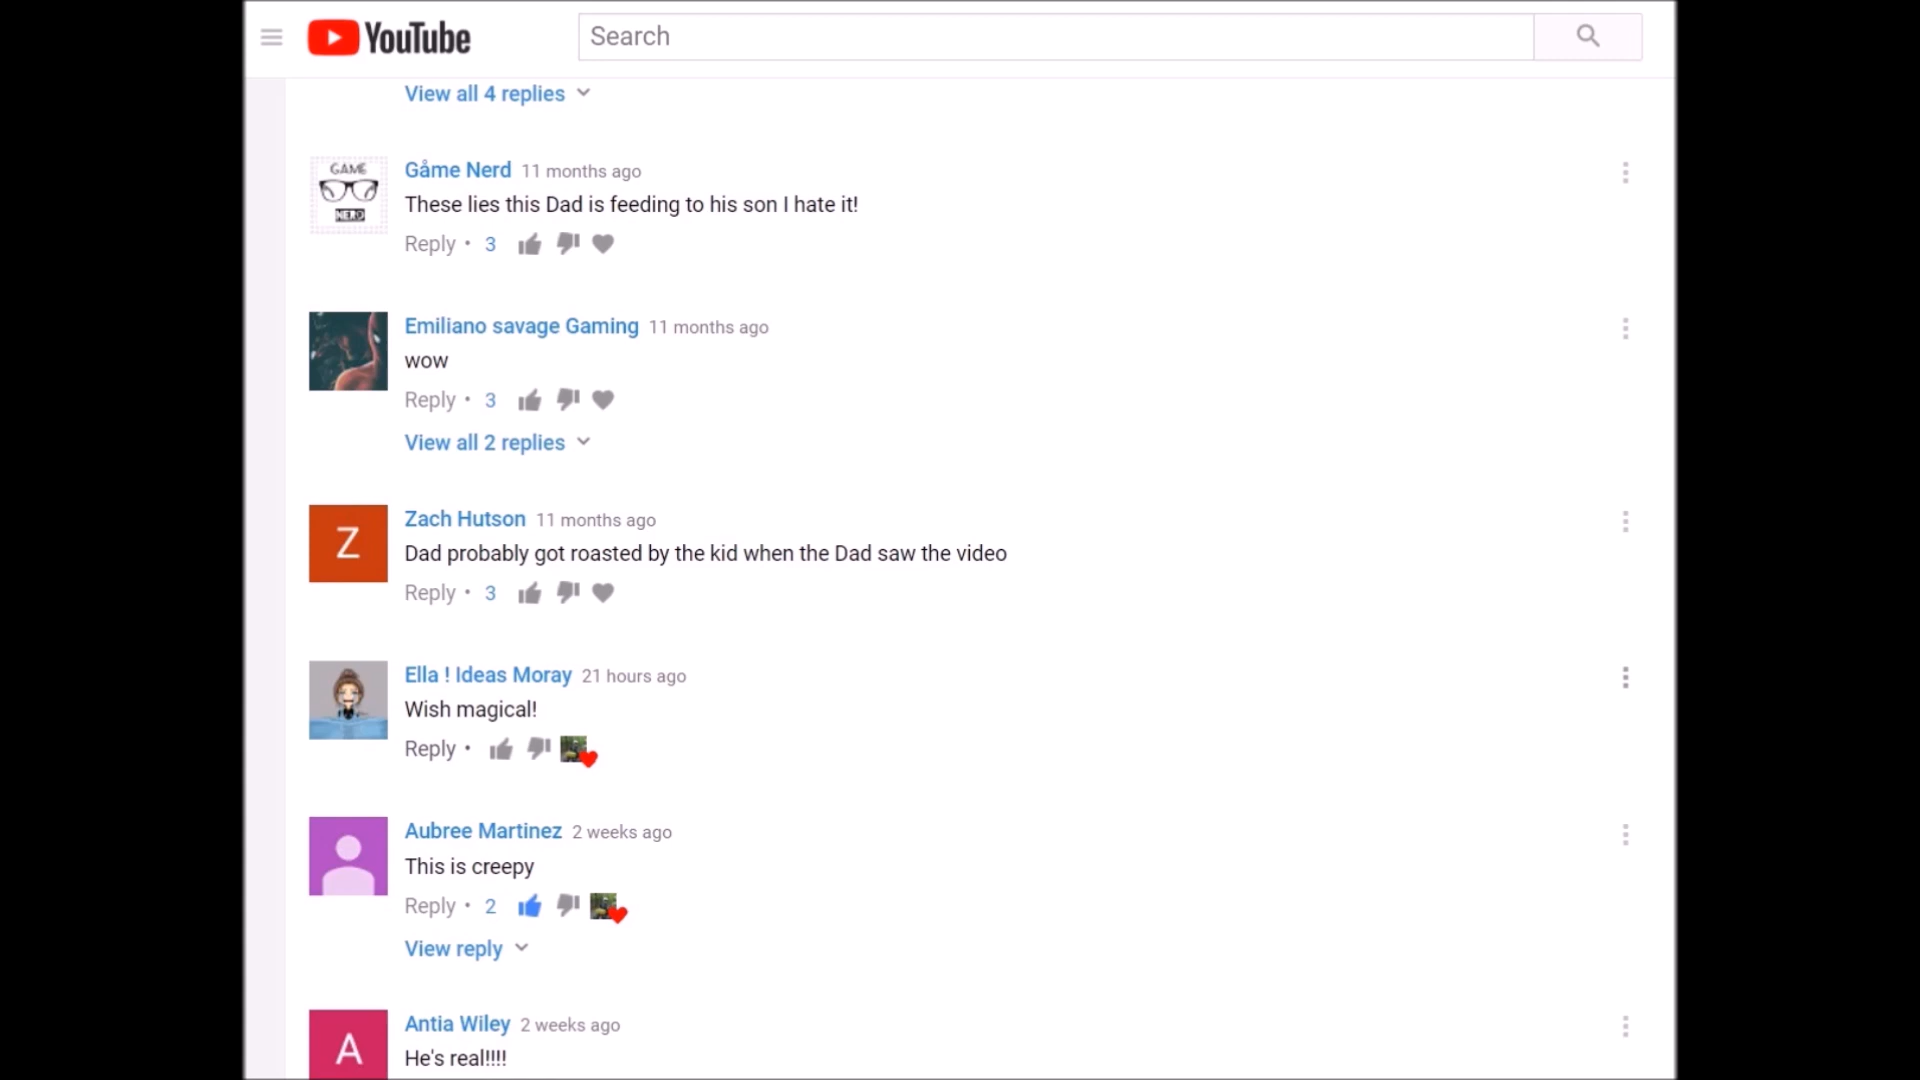 YouTube
Search
View all 4 replies
GAME
NERD
Gåme Nerd 11 months ago
These lies this Dad is feeding to his son I hate it!
Reply • 3
Emiliano savage Gaming 11 months ago
wow
Reply • 3
View all 2 replies
Z
Zach Hutson 11 months ago
Dad probably got roasted by the kid when the Dad saw the video
Reply • 3
Ella ! Ideas Moray 21 hours ago
Wish magical!
Reply •
Aubree Martinez 2 weeks ago
This is creepy
Reply • 2
View reply
A
Antia Wiley 2 weeks ago
He's real!!!!